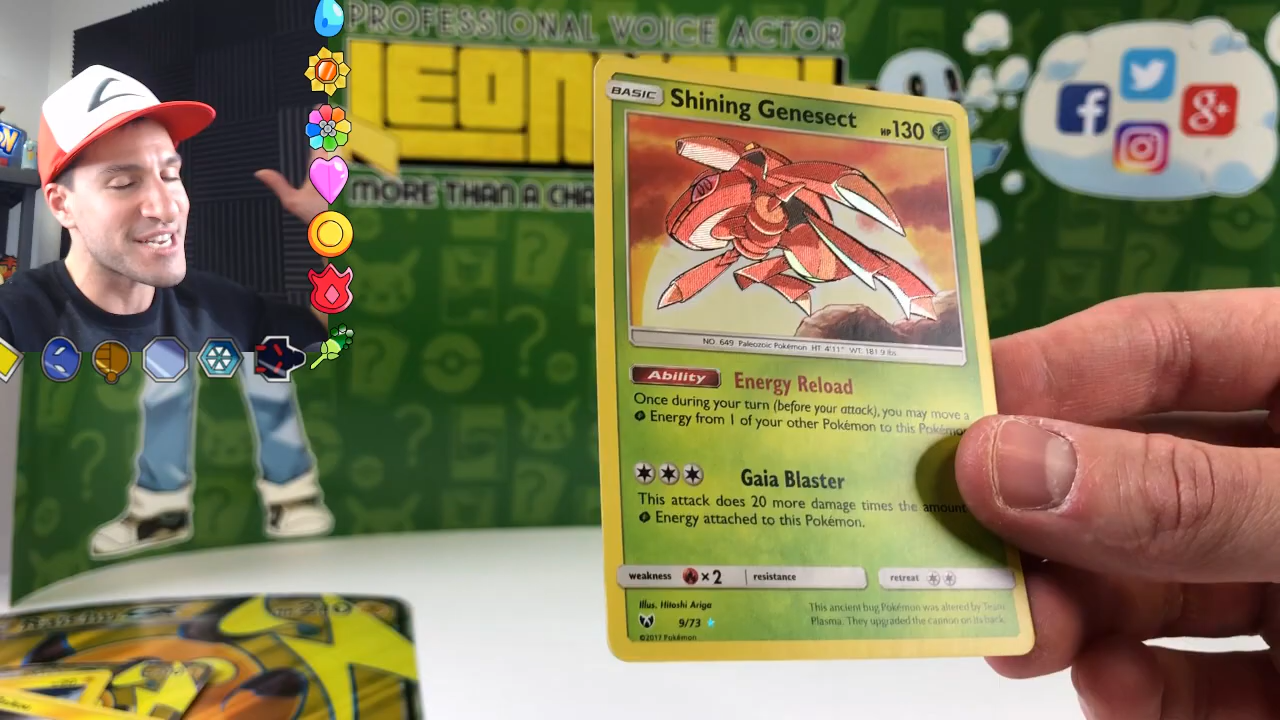 PROFESSIONAL VOICE ACTOR
MORE THAN A
BASIC
Shining Genesect
HP 130
NO. 649 Paleozoic Pokémon HT 4'11" WT. 181.9 lbs
Ability Energy Reload
Once during your turn (before your attack), you may move a
Energy from 1 of your other Pokémon to this Pokémon
Gaia Blaster
This attack does 20 more damage times the amount
Energy attached to this Pokémon.
weakness ×2 resistance retreat
Illus. Hitoshi Ariga
9/73
©2017 Pokémon
This ancient bug Pokémon was altered by Team
Plasma. They upgraded the cannon on its back.